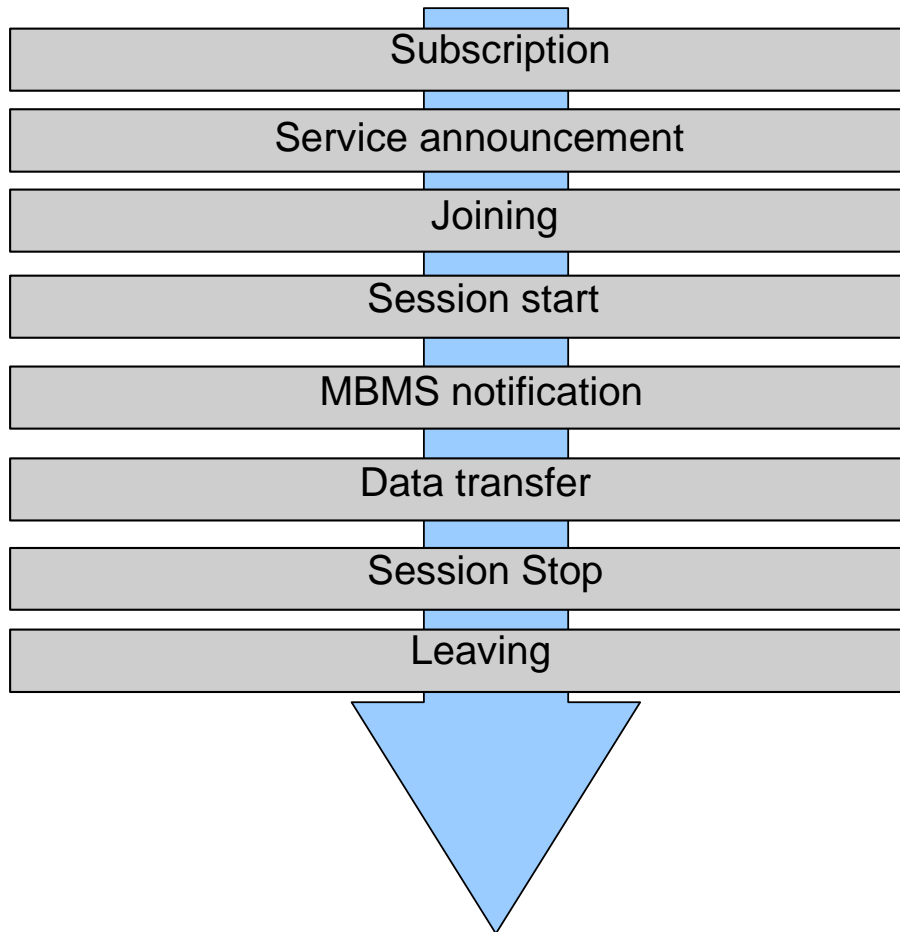 Subscription
Service announcement
Joining
Session start
MBMS notification
Data transfer
Session Stop
Leaving